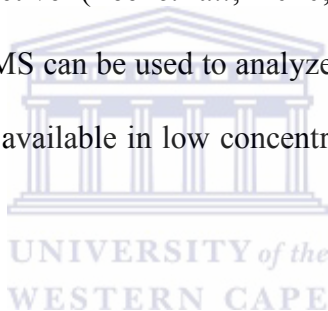 MS can be used to analyze
available in low concentr
UNIVERSITY of the
WESTERN CAPE